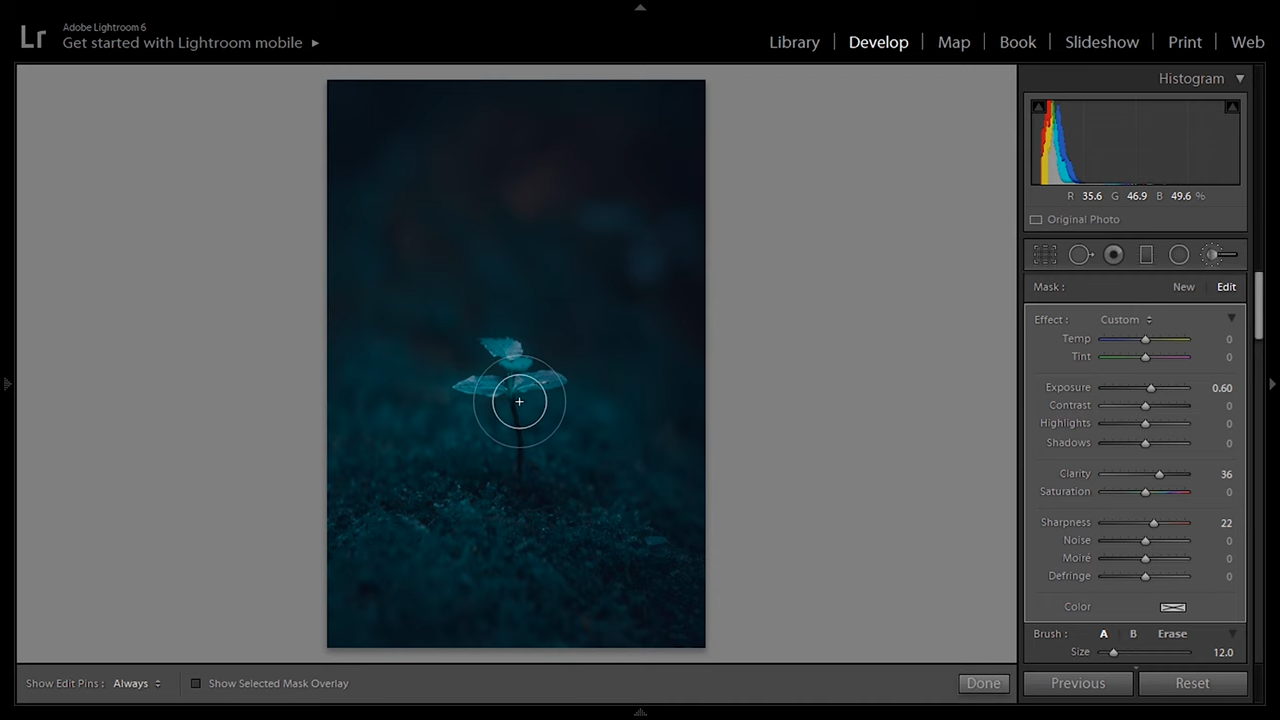 Lr
Adobe Lightroom 6
Get started with Lightroom mobile ▶
Library | Develop | Map | Book | Slideshow | Print | Web
Histogram
R 35.6 G 46.9 B 49.6 %
Original Photo
Mask : New Edit
Effect : Custom
Temp 0
Tint 0
Exposure 0.60
Contrast 0
Highlights 0
Shadows 0
Clarity 36
Saturation 0
Sharpness 22
Noise 0
Moiré 0
Defringe 0
Color
Brush : A B Erase
Size 12.0
Show Edit Pins : Always Show Selected Mask Overlay Done
Previous Reset